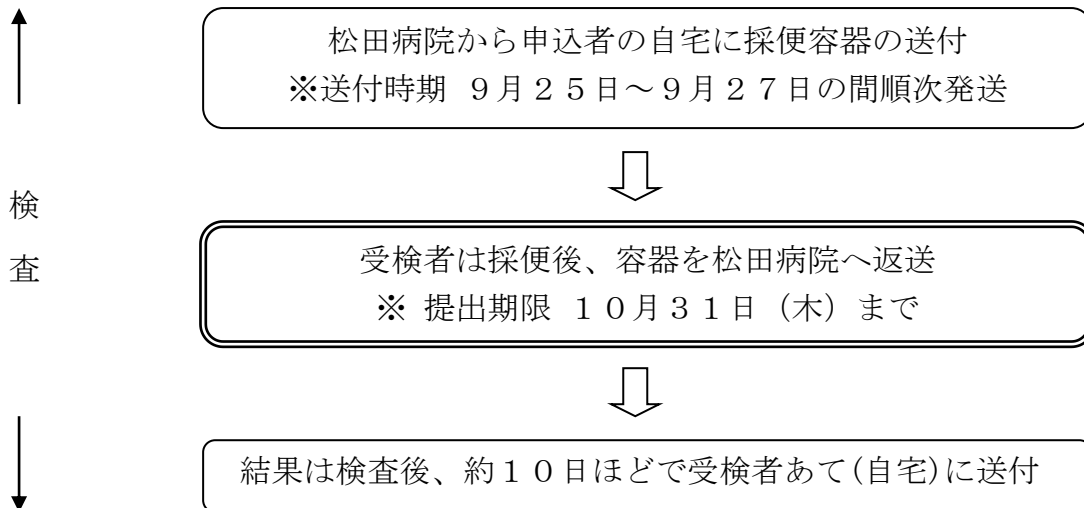 松田病院から申込者の自宅に採便容器の送付
※送付時期 ９月２５日～９月２７日の間順次発送
検
査
受検者は採便後、容器を松田病院へ返送
※ 提出期限 １０月３１日（木）まで
結果は検査後、約１０日ほどで受検者あて(自宅)に送付